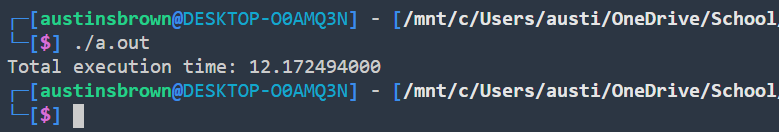 ┌─[austinsbrown@DESKTOP-O0AMQ3N] - [/mnt/c/Users/austi/OneDrive/School/
└─[$] ./a.out
Total execution time: 12.172494000
┌─[austinsbrown@DESKTOP-O0AMQ3N] - [/mnt/c/Users/austi/OneDrive/School/
└─[$]